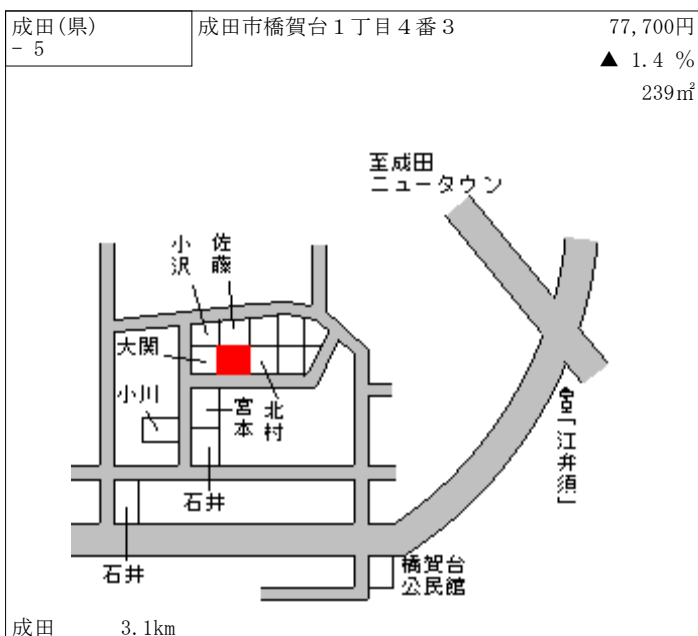 成田(県)
- 5
成田市橋賀台１丁目４番３
77,700円
▲ 1.4 %
239㎡
至成田
ニュータウン
小沢
佐藤
大関
小川
宮本
北村
石井
石井
「江弁須」
橋賀台
公民館
成田 3.1km